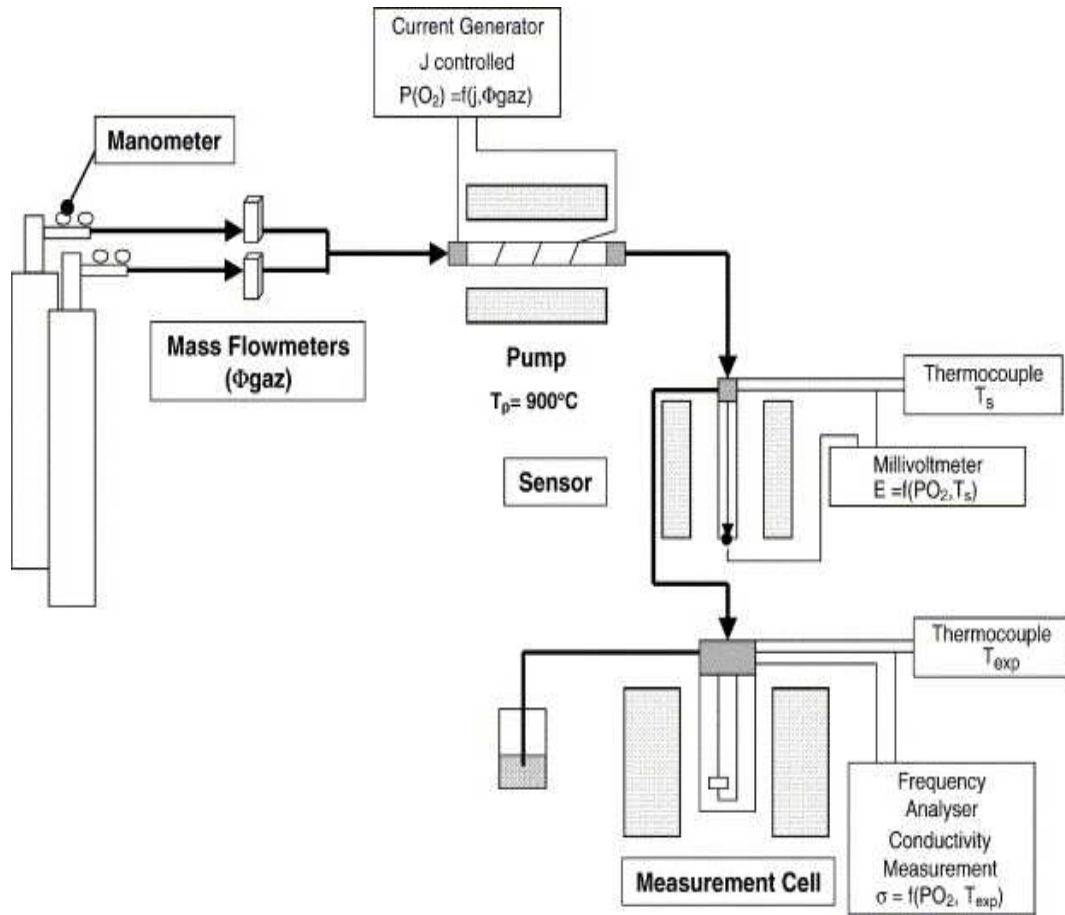 Current Generator
J controlled
P(O₂) =f(j,Φgaz)
Manometer
Mass Flowmeters
(Φgaz)
Pump
Tₚ= 900°C
Thermocouple
Tₛ
Sensor
Millivoltmeter
E =f(PO₂,Tₛ)
Thermocouple
Tₑₓₚ
Frequency
Analyser
Conductivity
Measurement
σ = f(PO₂, Tₑₓₚ)
Measurement Cell